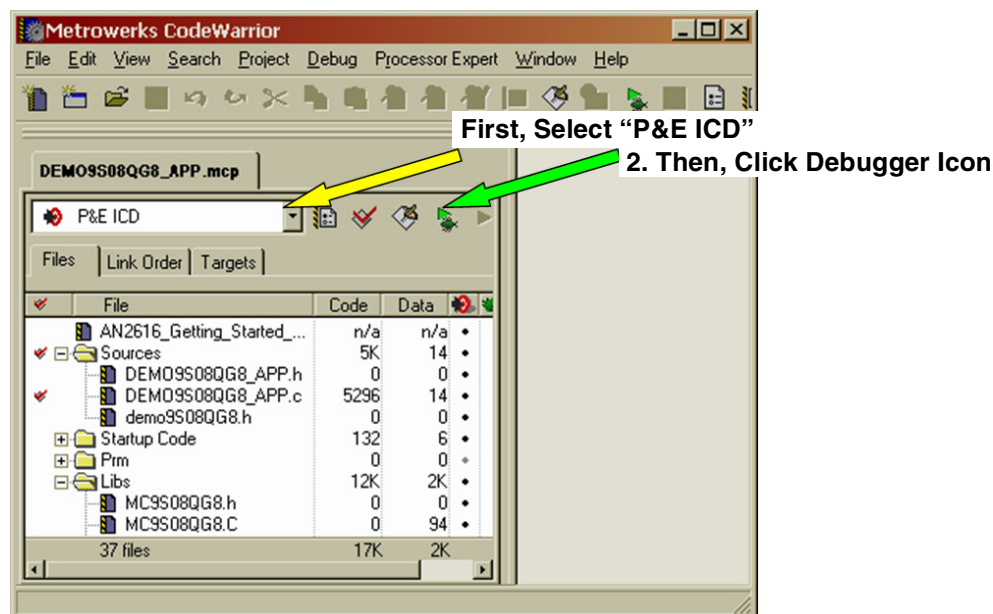 Metrowerks CodeWarrior
File Edit View Search Project Debug Processor Expert Window Help
First, Select “P&E ICD”
2. Then, Click Debugger Icon
DEMO9S08QG8_APP.mcp
P&E ICD
Files Link Order Targets
File Code Data
AN2616_Getting_Started_... n/a n/a
Sources 5K 14
DEMO9S08QG8_APP.h 0 0
DEMO9S08QG8_APP.c 5296 14
demo9S08QG8.h 0 0
Startup Code 132 6
Prm 0 0
Libs 12K 2K
MC9S08QG8.h 0 0
MC9S08QG8.C 0 94
37 files 17K 2K